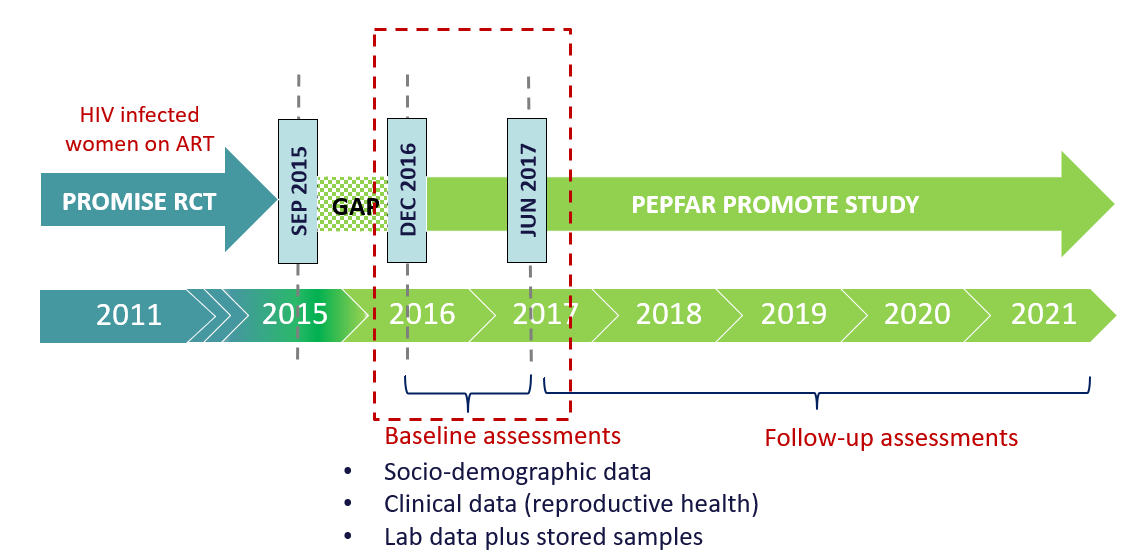 HIV infected
women on ART
PROMISE RCT
SEP 2015
GAP
DEC 2016
JUN 2017
PEPFAR PROMOTE STUDY
2011
2015
2016
2017
2018
2019
2020
2021
Baseline assessments
Follow-up assessments
• Socio-demographic data
• Clinical data (reproductive health)
• Lab data plus stored samples